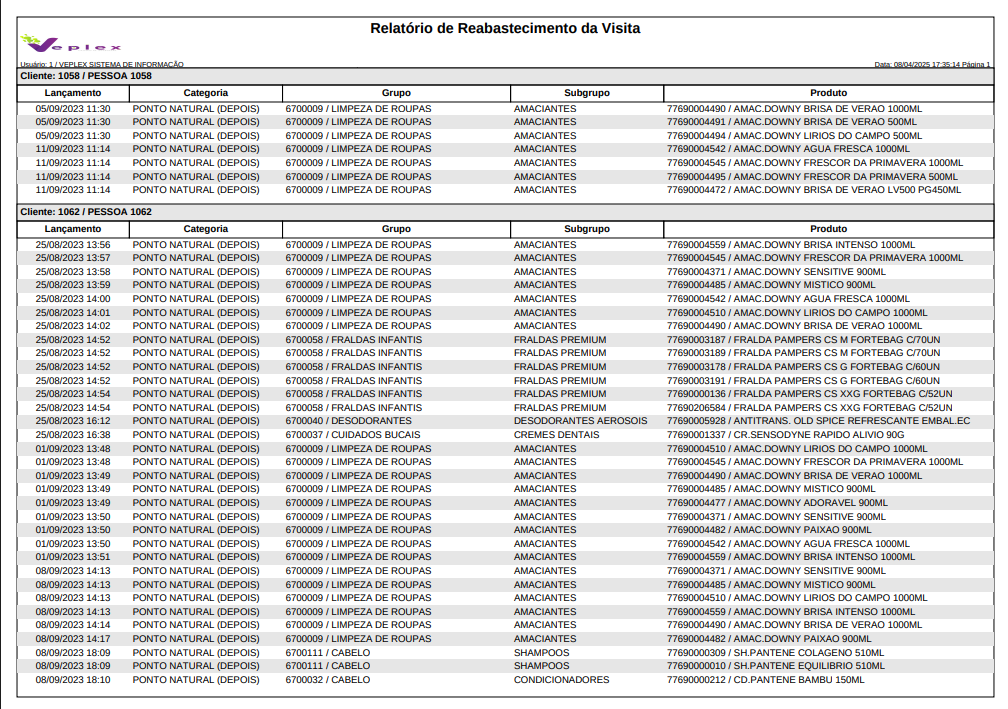 Relatório de Reabastecimento da Visita
Veplex
Usuário: 1 / VEPLEX SISTEMA DE INFORMAÇÃO Data: 08/04/2025 17:35:14 Página 1
Cliente: 1058 / PESSOA 1058
Lançamento Categoria Grupo Subgrupo Produto
05/09/2023 11:30 PONTO NATURAL (DEPOIS) 6700009 / LIMPEZA DE ROUPAS AMACIANTES 77690004490 / AMAC.DOWNY BRISA DE VERAO 1000ML
05/09/2023 11:30 PONTO NATURAL (DEPOIS) 6700009 / LIMPEZA DE ROUPAS AMACIANTES 77690004491 / AMAC.DOWNY BRISA DE VERAO 500ML
05/09/2023 11:30 PONTO NATURAL (DEPOIS) 6700009 / LIMPEZA DE ROUPAS AMACIANTES 77690004494 / AMAC.DOWNY LIRIOS DO CAMPO 500ML
11/09/2023 11:14 PONTO NATURAL (DEPOIS) 6700009 / LIMPEZA DE ROUPAS AMACIANTES 77690004542 / AMAC.DOWNY AGUA FRESCA 1000ML
11/09/2023 11:14 PONTO NATURAL (DEPOIS) 6700009 / LIMPEZA DE ROUPAS AMACIANTES 77690004545 / AMAC.DOWNY FRESCOR DA PRIMAVERA 1000ML
11/09/2023 11:14 PONTO NATURAL (DEPOIS) 6700009 / LIMPEZA DE ROUPAS AMACIANTES 77690004495 / AMAC.DOWNY FRESCOR DA PRIMAVERA 500ML
11/09/2023 11:14 PONTO NATURAL (DEPOIS) 6700009 / LIMPEZA DE ROUPAS AMACIANTES 77690004472 / AMAC.DOWNY BRISA DE VERAO LV500 PG450ML
Cliente: 1062 / PESSOA 1062
Lançamento Categoria Grupo Subgrupo Produto
25/08/2023 13:56 PONTO NATURAL (DEPOIS) 6700009 / LIMPEZA DE ROUPAS AMACIANTES 77690004559 / AMAC.DOWNY BRISA INTENSO 1000ML
25/08/2023 13:57 PONTO NATURAL (DEPOIS) 6700009 / LIMPEZA DE ROUPAS AMACIANTES 77690004545 / AMAC.DOWNY FRESCOR DA PRIMAVERA 1000ML
25/08/2023 13:58 PONTO NATURAL (DEPOIS) 6700009 / LIMPEZA DE ROUPAS AMACIANTES 77690004371 / AMAC.DOWNY SENSITIVE 900ML
25/08/2023 13:59 PONTO NATURAL (DEPOIS) 6700009 / LIMPEZA DE ROUPAS AMACIANTES 77690004485 / AMAC.DOWNY MISTICO 900ML
25/08/2023 14:00 PONTO NATURAL (DEPOIS) 6700009 / LIMPEZA DE ROUPAS AMACIANTES 77690004542 / AMAC.DOWNY AGUA FRESCA 1000ML
25/08/2023 14:01 PONTO NATURAL (DEPOIS) 6700009 / LIMPEZA DE ROUPAS AMACIANTES 77690004510 / AMAC.DOWNY LIRIOS DO CAMPO 1000ML
25/08/2023 14:02 PONTO NATURAL (DEPOIS) 6700009 / LIMPEZA DE ROUPAS AMACIANTES 77690004490 / AMAC.DOWNY BRISA DE VERAO 1000ML
25/08/2023 14:52 PONTO NATURAL (DEPOIS) 6700058 / FRALDAS INFANTIS FRALDAS PREMIUM 77690003187 / FRALDA PAMPERS CS M FORTEBAG C/70UN
25/08/2023 14:52 PONTO NATURAL (DEPOIS) 6700058 / FRALDAS INFANTIS FRALDAS PREMIUM 77690003189 / FRALDA PAMPERS CS M FORTEBAG C/70UN
25/08/2023 14:52 PONTO NATURAL (DEPOIS) 6700058 / FRALDAS INFANTIS FRALDAS PREMIUM 77690003178 / FRALDA PAMPERS CS G FORTEBAG C/60UN
25/08/2023 14:52 PONTO NATURAL (DEPOIS) 6700058 / FRALDAS INFANTIS FRALDAS PREMIUM 77690003191 / FRALDA PAMPERS CS G FORTEBAG C/60UN
25/08/2023 14:54 PONTO NATURAL (DEPOIS) 6700058 / FRALDAS INFANTIS FRALDAS PREMIUM 77690000136 / FRALDA PAMPERS CS XXG FORTEBAG C/52UN
25/08/2023 14:54 PONTO NATURAL (DEPOIS) 6700058 / FRALDAS INFANTIS FRALDAS PREMIUM 77690206584 / FRALDA PAMPERS CS XXG FORTEBAG C/52UN
25/08/2023 16:12 PONTO NATURAL (DEPOIS) 6700040 / DESODORANTES DESODORANTES AEROSOIS 77690005928 / ANTITRANS. OLD SPICE REFRESCANTE EMBAL.EC
25/08/2023 16:38 PONTO NATURAL (DEPOIS) 6700037 / CUIDADOS BUCAIS CREMES DENTAIS 77690001337 / CR.SENSODYNE RAPIDO ALIVIO 90G
01/09/2023 13:48 PONTO NATURAL (DEPOIS) 6700009 / LIMPEZA DE ROUPAS AMACIANTES 77690004510 / AMAC.DOWNY LIRIOS DO CAMPO 1000ML
01/09/2023 13:48 PONTO NATURAL (DEPOIS) 6700009 / LIMPEZA DE ROUPAS AMACIANTES 77690004545 / AMAC.DOWNY FRESCOR DA PRIMAVERA 1000ML
01/09/2023 13:49 PONTO NATURAL (DEPOIS) 6700009 / LIMPEZA DE ROUPAS AMACIANTES 77690004490 / AMAC.DOWNY BRISA DE VERAO 1000ML
01/09/2023 13:49 PONTO NATURAL (DEPOIS) 6700009 / LIMPEZA DE ROUPAS AMACIANTES 77690004485 / AMAC.DOWNY MISTICO 900ML
01/09/2023 13:49 PONTO NATURAL (DEPOIS) 6700009 / LIMPEZA DE ROUPAS AMACIANTES 77690004477 / AMAC.DOWNY ADORAVEL 900ML
01/09/2023 13:50 PONTO NATURAL (DEPOIS) 6700009 / LIMPEZA DE ROUPAS AMACIANTES 77690004371 / AMAC.DOWNY SENSITIVE 900ML
01/09/2023 13:50 PONTO NATURAL (DEPOIS) 6700009 / LIMPEZA DE ROUPAS AMACIANTES 77690004482 / AMAC.DOWNY PAIXAO 900ML
01/09/2023 13:50 PONTO NATURAL (DEPOIS) 6700009 / LIMPEZA DE ROUPAS AMACIANTES 77690004542 / AMAC.DOWNY AGUA FRESCA 1000ML
01/09/2023 13:51 PONTO NATURAL (DEPOIS) 6700009 / LIMPEZA DE ROUPAS AMACIANTES 77690004559 / AMAC.DOWNY BRISA INTENSO 1000ML
08/09/2023 14:13 PONTO NATURAL (DEPOIS) 6700009 / LIMPEZA DE ROUPAS AMACIANTES 77690004371 / AMAC.DOWNY SENSITIVE 900ML
08/09/2023 14:13 PONTO NATURAL (DEPOIS) 6700009 / LIMPEZA DE ROUPAS AMACIANTES 77690004485 / AMAC.DOWNY MISTICO 900ML
08/09/2023 14:13 PONTO NATURAL (DEPOIS) 6700009 / LIMPEZA DE ROUPAS AMACIANTES 77690004510 / AMAC.DOWNY LIRIOS DO CAMPO 1000ML
08/09/2023 14:13 PONTO NATURAL (DEPOIS) 6700009 / LIMPEZA DE ROUPAS AMACIANTES 77690004559 / AMAC.DOWNY BRISA INTENSO 1000ML
08/09/2023 14:14 PONTO NATURAL (DEPOIS) 6700009 / LIMPEZA DE ROUPAS AMACIANTES 77690004490 / AMAC.DOWNY BRISA DE VERAO 1000ML
08/09/2023 14:17 PONTO NATURAL (DEPOIS) 6700009 / LIMPEZA DE ROUPAS AMACIANTES 77690004482 / AMAC.DOWNY PAIXAO 900ML
08/09/2023 18:09 PONTO NATURAL (DEPOIS) 6700111 / CABELO SHAMPOOS 77690000309 / SH.PANTENE COLAGENO 510ML
08/09/2023 18:09 PONTO NATURAL (DEPOIS) 6700111 / CABELO SHAMPOOS 77690000010 / SH.PANTENE EQUILIBRIO 510ML
08/09/2023 18:10 PONTO NATURAL (DEPOIS) 6700032 / CABELO CONDICIONADORES 77690000212 / CD.PANTENE BAMBU 150ML